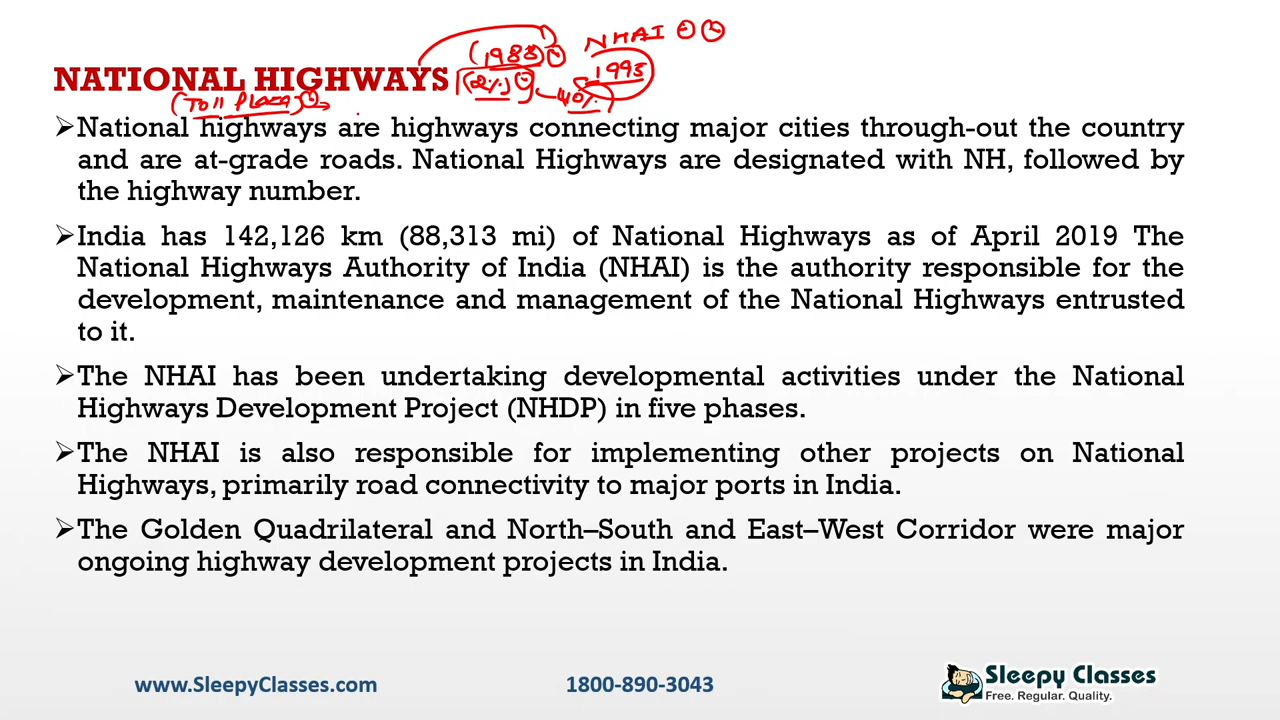 NHAI
(1988)
1995
NATIONAL HIGHWAYS
(2%)
40%
(Toll Plaza)
➢National highways are highways connecting major cities through-out the country
and are at-grade roads. National Highways are designated with NH, followed by
the highway number.
➢India has 142,126 km (88,313 mi) of National Highways as of April 2019 The
National Highways Authority of India (NHAI) is the authority responsible for the
development, maintenance and management of the National Highways entrusted
to it.
➢The NHAI has been undertaking developmental activities under the National
Highways Development Project (NHDP) in five phases.
➢The NHAI is also responsible for implementing other projects on National
Highways, primarily road connectivity to major ports in India.
➢The Golden Quadrilateral and North–South and East–West Corridor were major
ongoing highway development projects in India.
www.SleepyClasses.com
1800-890-3043
Sleepy Classes
Free. Regular. Quality.